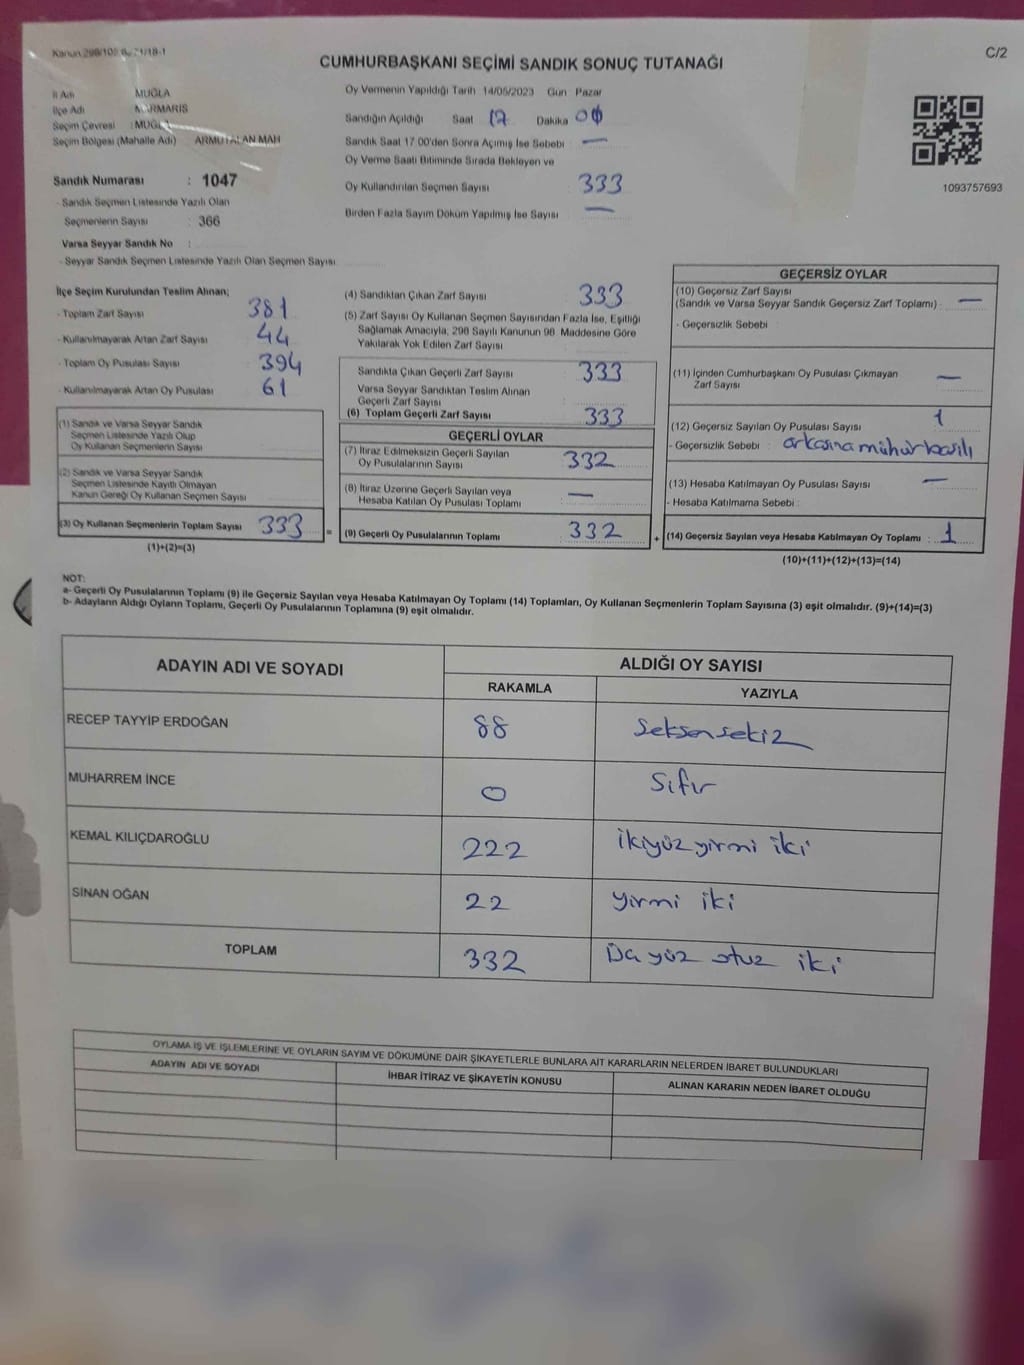 Kanun 298/105
C/2
CUMHURBAŞKANI SEÇİMİ SANDIK SONUÇ TUTANAĞI
İl Adı MUĞLA
İlçe Adı MARMARİS
Seçim Çevresi : MUĞLA
Seçim Bölgesi (Mahalle Adı) ARMUTALAN MAH
Sandık Numarası : 1047
- Sandık Seçmen Listesinde Yazılı Olan
Seçmenlerin Sayısı : 366
Varsa Seyyar Sandık No :
- Seyyar Sandık Seçmen Listesinde Yazılı Olan Seçmen Sayısı
Oy Vermenin Yapıldığı Tarih 14/05/2023 Gün Pazar
Sandığın Açıldığı Saat 17 Dakika 00
Sandık Saat 17 00'den Sonra Açımış İse Sebebi —
Oy Verme Saati Bitiminde Sırada Bekleyen ve
Oy Kullandırılan Seçmen Sayısı 333
Birden Fazla Sayım Döküm Yapılmış İse Sayısı —
1093757693
İlçe Seçim Kurulundan Teslim Alınan;
- Toplam Zarf Sayısı 381
- Kullanılmayarak Artan Zarf Sayısı 44
- Toplam Oy Pusulası Sayısı 394
- Kullanılmayarak Artan Oy Pusulası 61
(1) Sandık ve Varsa Seyyar Sandık
Seçmen Listesinde Yazılı Olup
Oy Kullanan Seçmenlerin Sayısı
(2) Sandık ve Varsa Seyyar Sandık
Seçmen Listesinde Kayıtlı Olmayan
Kanun Gereği Oy Kullanan Seçmen Sayısı
(3) Oy Kullanan Seçmenlerin Toplam Sayısı 333 =
(1)+(2)=(3)
(4) Sandıktan Çıkan Zarf Sayısı 333
(5) Zarf Sayısı Oy Kullanan Seçmen Sayısından Fazla İse, Eşitliği
Sağlamak Amacıyla, 298 Sayılı Kanunun 98. Maddesine Göre
Yakılarak Yok Edilen Zarf Sayısı
Sandıkta Çıkan Geçerli Zarf Sayısı 333
Varsa Seyyar Sandıktan Teslim Alınan
Geçerli Zarf Sayısı
(6) Toplam Geçerli Zarf Sayısı 333
GEÇERLİ OYLAR
(7) İtiraz Edilmeksizin Geçerli Sayılan
Oy Pusulalarının Sayısı 332
(8) İtiraz Üzerine Geçerli Sayılan veya
Hesaba Katılan Oy Pusulası Toplamı —
(9) Geçerli Oy Pusulalarının Toplamı 332 +
GEÇERSİZ OYLAR
(10) Geçersiz Zarf Sayısı
(Sandık ve Varsa Seyyar Sandık Geçersiz Zarf Toplamı) : —
- Geçersizlik Sebebi :
(11) İçinden Cumhurbaşkanı Oy Pusulası Çıkmayan
Zarf Sayısı —
(12) Geçersiz Sayılan Oy Pusulası Sayısı 1
- Geçersizlik Sebebi : arkasına mühür basılı
(13) Hesaba Katılmayan Oy Pusulası Sayısı —
- Hesaba Katılmama Sebebi :
(14) Geçersiz Sayılan veya Hesaba Katılmayan Oy Toplamı : 1
(10)+(11)+(12)+(13)=(14)
NOT:
a- Geçerli Oy Pusulalarının Toplamı (9) ile Geçersiz Sayılan veya Hesaba Katılmayan Oy Toplamı (14) Toplamları, Oy Kullanan Seçmenlerin Toplam Sayısına (3) eşit olmalıdır. (9)+(14)=(3)
b- Adayların Aldığı Oyların Toplamı, Geçerli Oy Pusulalarının Toplamına (9) eşit olmalıdır.
ADAYIN ADI VE SOYADI ALDIĞI OY SAYISI
RAKAMLA YAZIYLA
RECEP TAYYİP ERDOĞAN 88 Seksensekiz
MUHARREM İNCE 0 Sıfır
KEMAL KILIÇDAROĞLU 222 İkiyüzyirmi iki
SİNAN OĞAN 22 yirmi iki
TOPLAM 332 otuz iki
OYLAMA İŞ VE İŞLEMLERİNE VE OYLARIN SAYIM VE DÖKÜMÜNE DAİR ŞİKAYETLERLE BUNLARA AİT KARARLARIN NELERDEN İBARET BULUNDUKLARI
ADAYIN ADI VE SOYADI İHBAR İTİRAZ VE ŞİKAYETİN KONUSU ALINAN KARARIN NEDEN İBARET OLDUĞU